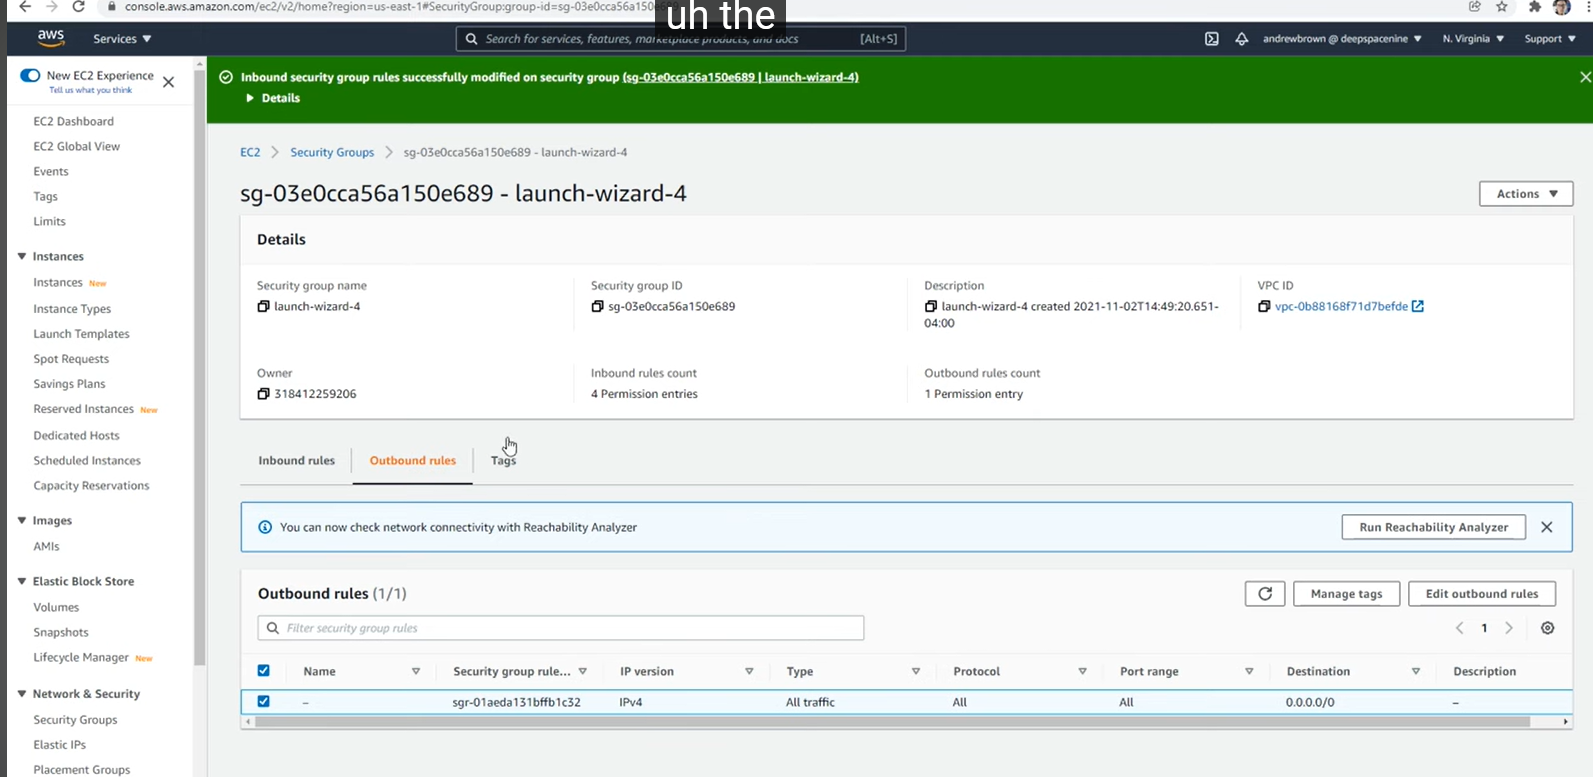 uh the
console.aws.amazon.com/ec2/v2/home?region=us-east-1#SecurityGroup:group-id=sg-03e0cca56a150e689
aws
Services
Search for services, features, marketplace products, and docs
[Alt+S]
andrewbrown @ deepspacenine
N. Virginia
Support
New EC2 Experience
Tell us what you think
EC2 Dashboard
EC2 Global View
Events
Tags
Limits
Instances
Instances New
Instance Types
Launch Templates
Spot Requests
Savings Plans
Reserved Instances New
Dedicated Hosts
Scheduled Instances
Capacity Reservations
Images
AMIs
Elastic Block Store
Volumes
Snapshots
Lifecycle Manager New
Network & Security
Security Groups
Elastic IPs
Placement Groups
Inbound security group rules successfully modified on security group (sg-03e0cca56a150e689 | launch-wizard-4)
Details
EC2 Security Groups sg-03e0cca56a150e689 - launch-wizard-4
sg-03e0cca56a150e689 - launch-wizard-4
Actions
Details
Security group name
launch-wizard-4
Security group ID
sg-03e0cca56a150e689
Description
launch-wizard-4 created 2021-11-02T14:49:20.651-
04:00
VPC ID
vpc-0b88168f71d7befde
Owner
318412259206
Inbound rules count
4 Permission entries
Outbound rules count
1 Permission entry
Inbound rules Outbound rules Tags
You can now check network connectivity with Reachability Analyzer
Run Reachability Analyzer
Outbound rules (1/1)
Manage tags
Edit outbound rules
Filter security group rules
1
Name Security group rule... IP version Type Protocol Port range Destination Description
– sgr-01aeda131bffb1c32 IPv4 All traffic All All 0.0.0.0/0 –